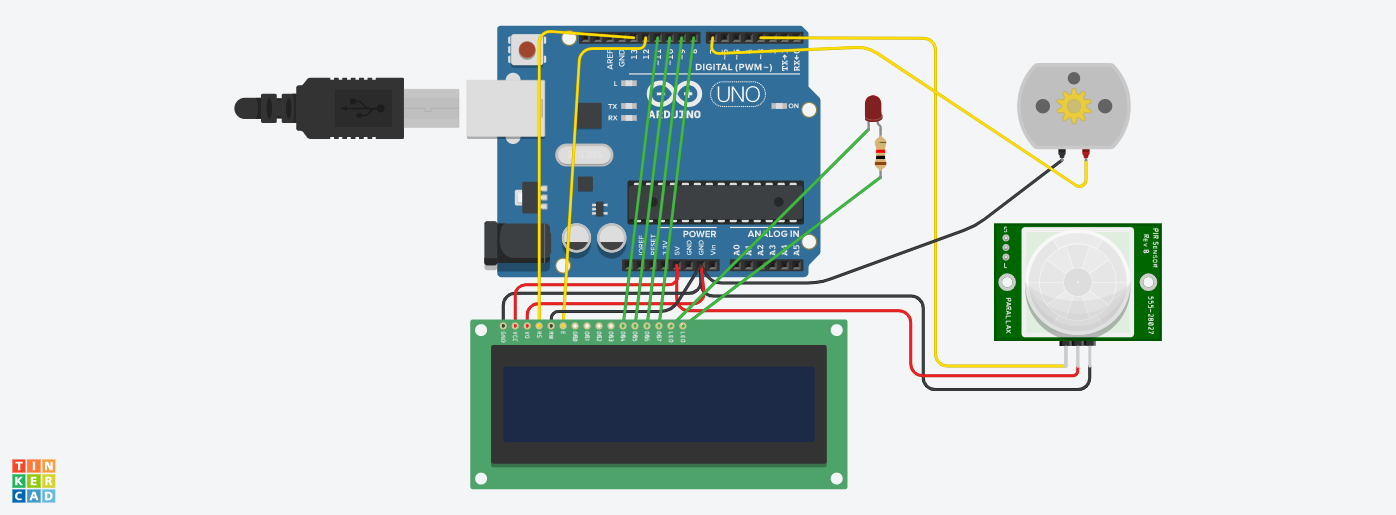 AREF
GND
13
12
~11
~10
~9
8
7
TX→1
DIGITAL (PWM~)
L
TX
RX
ARDUINO
UNO
ON
POWER
ANALOG IN
IOREF
RESET
3.3V
5V
GND
GND
Vin
A0
A1
A2
A3
A4
A5
GND
VCC
V0
RS
RW
E
DB0
DB1
DB2
DB3
DB4
DB5
DB6
DB7
LED
LED
PIR SENSOR
Rev B
S
L
PARALLAX
555-28027
TIN
KER
CAD